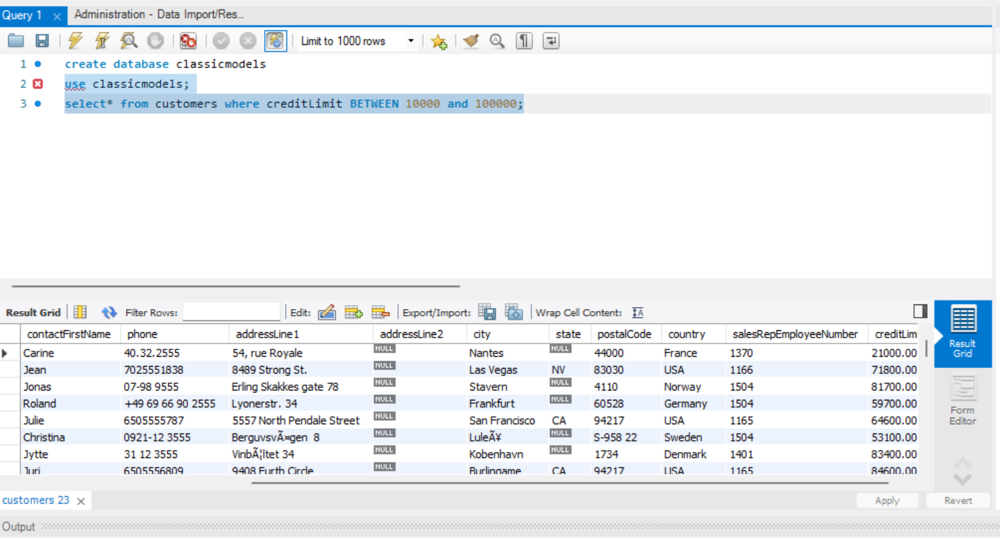 Query 1 Administration - Data Import/Res...
Limit to 1000 rows
1 create database classicmodels
2 use classicmodels;
3 select* from customers where creditLimit BETWEEN 10000 and 100000;
Result Grid Filter Rows: Edit: Export/Import: Wrap Cell Content:
contactFirstName phone addressLine1 addressLine2 city state postalCode country salesRepEmployeeNumber creditLim
Carine 40.32.2555 54, rue Royale NULL Nantes NULL 44000 France 1370 21000.00
Jean 7025551838 8489 Strong St. NULL Las Vegas NV 83030 USA 1166 71800.00
Jonas 07-98 9555 Erling Skakkes gate 78 NULL Stavern NULL 4110 Norway 1504 81700.00
Roland +49 69 66 90 2555 Lyonerstr. 34 NULL Frankfurt NULL 60528 Germany 1504 59700.00
Julie 6505555787 5557 North Pendale Street NULL San Francisco CA 94217 USA 1165 64600.00
Christina 0921-12 3555 BerguvsvÃ¤gen 8 NULL LuleÃ¥ NULL S-958 22 Sweden 1504 53100.00
Jytte 31 12 3555 VinbÃ¦ltet 34 NULL Kobenhavn NULL 1734 Denmark 1401 83400.00
Juri 6505556809 9408 Furth Circle NULL Burlingame CA 94217 USA 1165 84600.00
Result
Grid
Form
Editor
customers 23 Apply Revert
Output